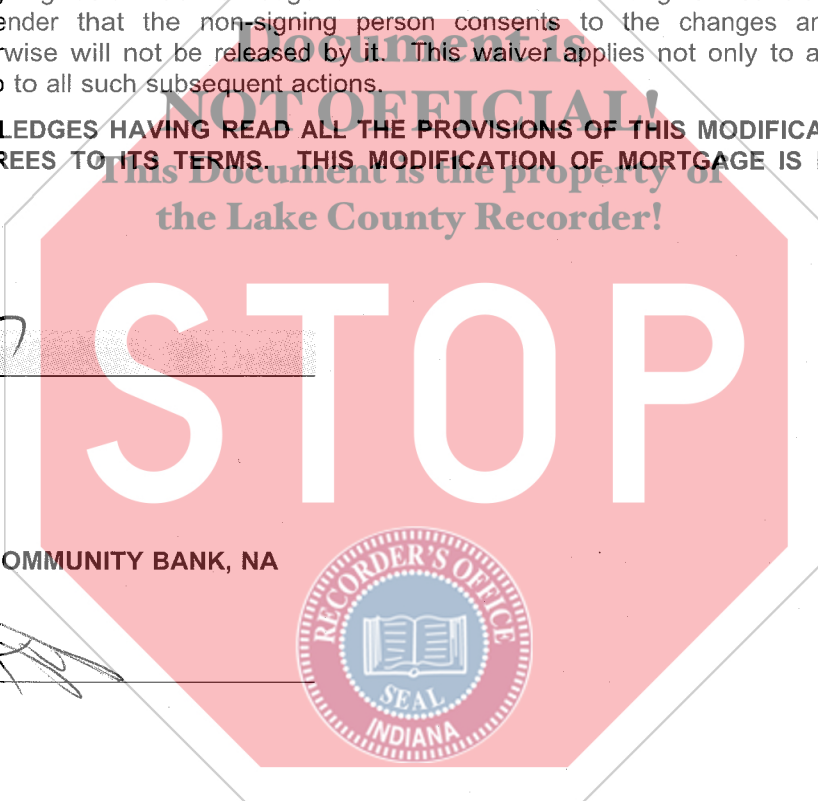 ender that the non-signing person consents to the changes an
rwise will not be released by it. This waiver applies not only to a
Document is
o to all such subsequent actions.
NOT OFFICIAL!
LEDGES HAVING READ ALL THE PROVISIONS OF THIS MODIFICA
REES TO ITS TERMS. THIS MODIFICATION OF MORTGAGE IS
This Document is the property of
the Lake County Recorder!
STOP
OMMUNITY BANK, NA
RECORDER'S OFFICE
SEAL
INDIANA